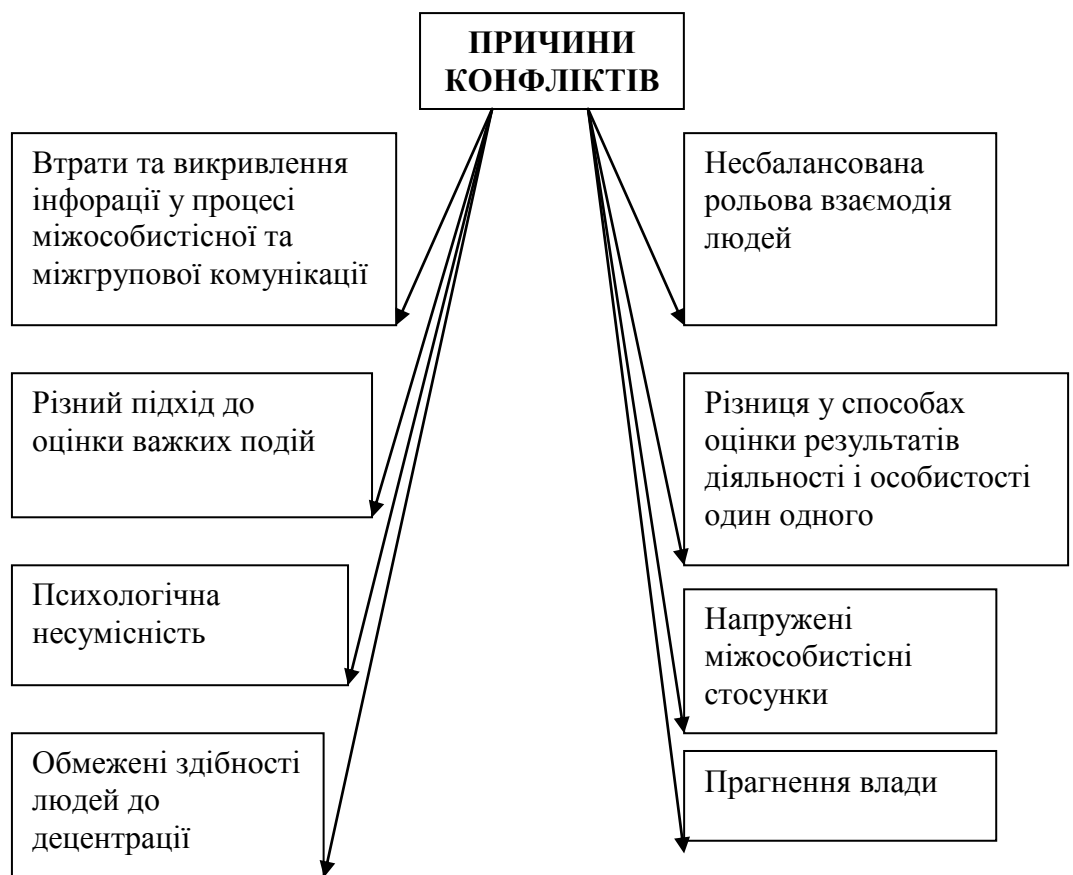 ПРИЧИНИ
КОНФЛІКТІВ
Втрати та викривлення
інфорації у процесі
міжособистісної та
міжгрупової комунікації
Різний підхід до
оцінки важких подій
Психологічна
несумісність
Обмежені здібності
людей до
децентрації
Несбалансована
рольова взаємодія
людей
Різниця у способах
оцінки результатів
діяльності і особистості
один одного
Напружені
міжособистісні
стосунки
Прагнення влади